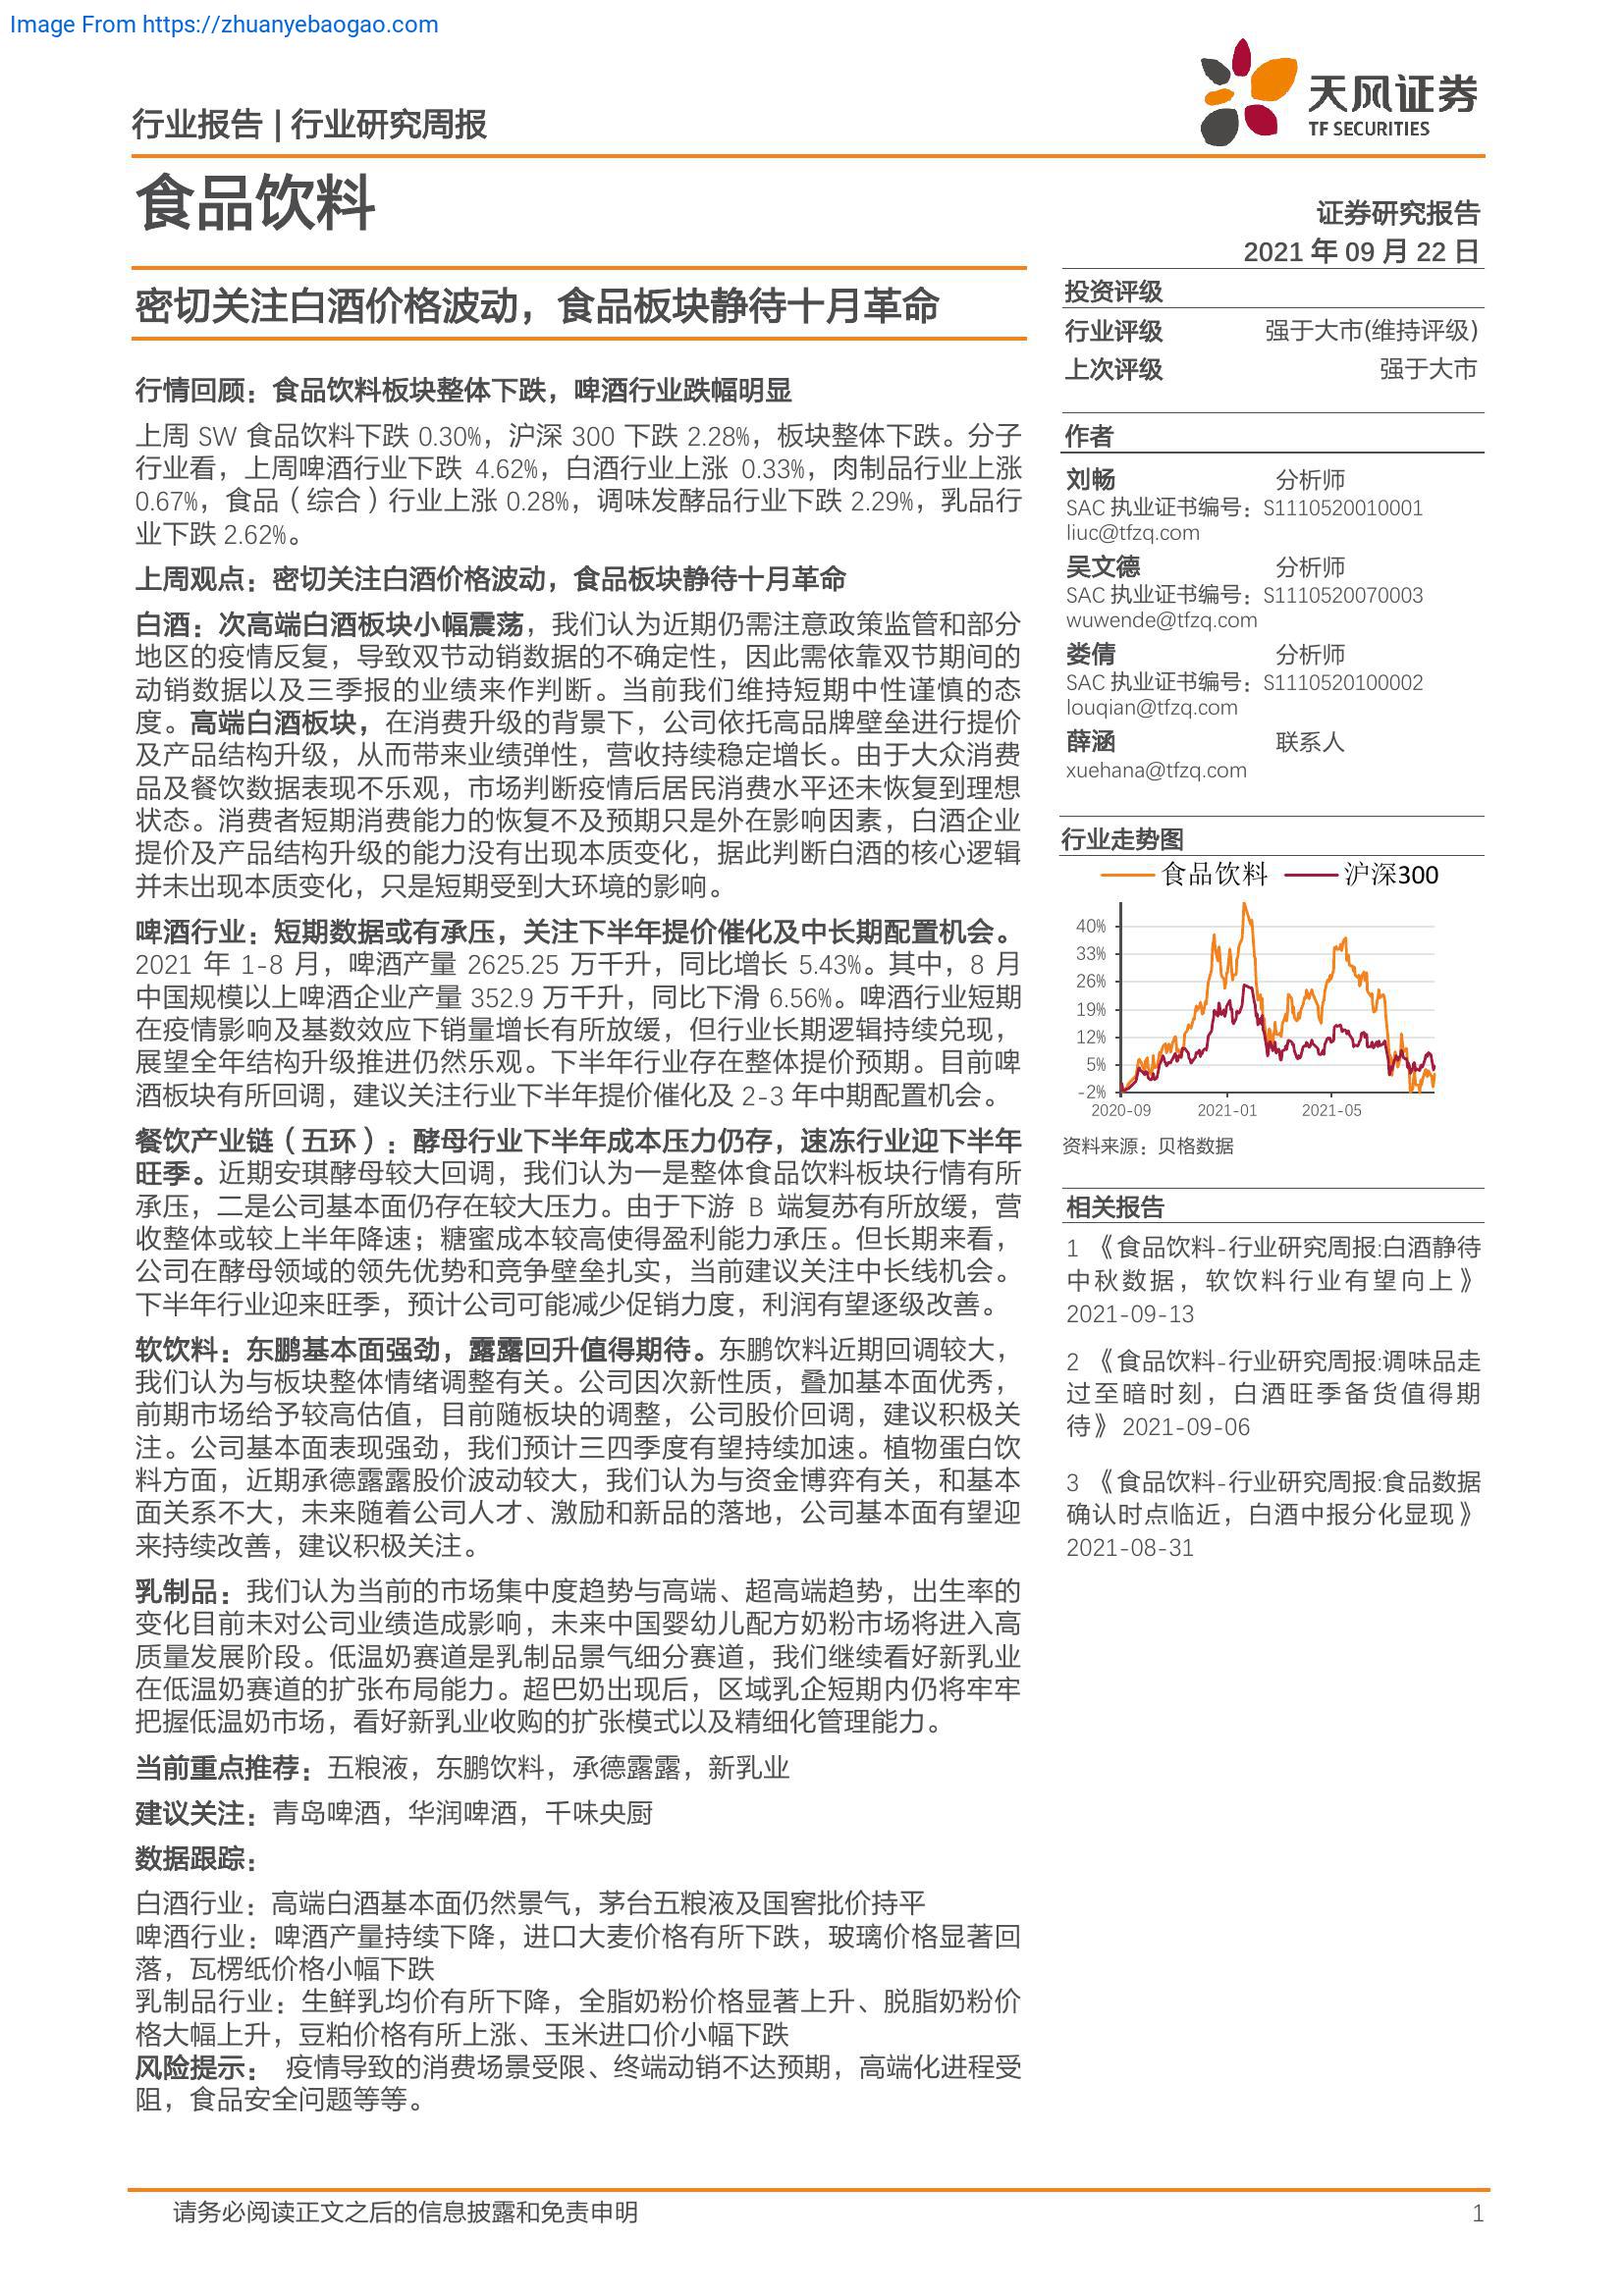 Image From https://zhuanyebaogao.com
行业报告 | 行业研究周报
天风证券
TF SECURITIES
食品饮料
证券研究报告
2021 年 09 月 22 日
密切关注白酒价格波动，食品板块静待十月革命
行情回顾：食品饮料板块整体下跌，啤酒行业跌幅明显
上周 SW 食品饮料下跌 0.30%，沪深 300 下跌 2.28%，板块整体下跌。分子
行业看，上周啤酒行业下跌 4.62%，白酒行业上涨 0.33%，肉制品行业上涨
0.67%，食品（综合）行业上涨 0.28%，调味发酵品行业下跌 2.29%，乳品行
业下跌 2.62%。
上周观点：密切关注白酒价格波动，食品板块静待十月革命
白酒：次高端白酒板块小幅震荡，我们认为近期仍需注意政策监管和部分
地区的疫情反复，导致双节动销数据的不确定性，因此需依靠双节期间的
动销数据以及三季报的业绩来作判断。当前我们维持短期中性谨慎的态
度。高端白酒板块，在消费升级的背景下，公司依托高品牌壁垒进行提价
及产品结构升级，从而带来业绩弹性，营收持续稳定增长。由于大众消费
品及餐饮数据表现不乐观，市场判断疫情后居民消费水平还未恢复到理想
状态。消费者短期消费能力的恢复不及预期只是外在影响因素，白酒企业
提价及产品结构升级的能力没有出现本质变化，据此判断白酒的核心逻辑
并未出现本质变化，只是短期受到大环境的影响。
啤酒行业：短期数据或有承压，关注下半年提价催化及中长期配置机会。
2021 年 1-8 月，啤酒产量 2625.25 万千升，同比增长 5.43%。其中，8 月
中国规模以上啤酒企业产量 352.9 万千升，同比下滑 6.56%。啤酒行业短期
在疫情影响及基数效应下销量增长有所放缓，但行业长期逻辑持续兑现，
展望全年结构升级推进仍然乐观。下半年行业存在整体提价预期。目前啤
酒板块有所回调，建议关注行业下半年提价催化及 2-3 年中期配置机会。
餐饮产业链（五环）：酵母行业下半年成本压力仍存，速冻行业迎下半年
旺季。近期安琪酵母较大回调，我们认为一是整体食品饮料板块行情有所
承压，二是公司基本面仍存在较大压力。由于下游 B 端复苏有所放缓，营
收整体或较上半年降速；糖蜜成本较高使得盈利能力承压。但长期来看，
公司在酵母领域的领先优势和竞争壁垒扎实，当前建议关注中长线机会。
下半年行业迎来旺季，预计公司可能减少促销力度，利润有望逐级改善。
软饮料：东鹏基本面强劲，露露回升值得期待。东鹏饮料近期回调较大，
我们认为与板块整体情绪调整有关。公司因次新性质，叠加基本面优秀，
前期市场给予较高估值，目前随板块的调整，公司股价回调，建议积极关
注。公司基本面表现强劲，我们预计三四季度有望持续加速。植物蛋白饮
料方面，近期承德露露股价波动较大，我们认为与资金博弈有关，和基本
面关系不大，未来随着公司人才、激励和新品的落地，公司基本面有望迎
来持续改善，建议积极关注。
乳制品：我们认为当前的市场集中度趋势与高端、超高端趋势，出生率的
变化目前未对公司业绩造成影响，未来中国婴幼儿配方奶粉市场将进入高
质量发展阶段。低温奶赛道是乳制品景气细分赛道，我们继续看好新乳业
在低温奶赛道的扩张布局能力。超巴奶出现后，区域乳企短期内仍将牢牢
把握低温奶市场，看好新乳业收购的扩张模式以及精细化管理能力。
当前重点推荐：五粮液，东鹏饮料，承德露露，新乳业
建议关注：青岛啤酒，华润啤酒，千味央厨
数据跟踪：
白酒行业：高端白酒基本面仍然景气，茅台五粮液及国窖批价持平
啤酒行业：啤酒产量持续下降，进口大麦价格有所下跌，玻璃价格显著回
落，瓦楞纸价格小幅下跌
乳制品行业：生鲜乳均价有所下降，全脂奶粉价格显著上升、脱脂奶粉价
格大幅上升，豆粕价格有所上涨、玉米进口价小幅下跌
风险提示： 疫情导致的消费场景受限、终端动销不达预期，高端化进程受
阻，食品安全问题等等。
投资评级
行业评级 强于大市(维持评级)
上次评级 强于大市
作者
刘畅 分析师
SAC 执业证书编号：S1110520010001
liuc@tfzq.com
吴文德 分析师
SAC 执业证书编号：S1110520070003
wuwende@tfzq.com
娄倩 分析师
SAC 执业证书编号：S1110520100002
louqian@tfzq.com
薛涵 联系人
xuehana@tfzq.com
行业走势图
食品饮料 沪深300
40%
33%
26%
19%
12%
5%
-2%
2020-09 2021-01 2021-05
资料来源：贝格数据
相关报告
1 《食品饮料-行业研究周报:白酒静待
中秋数据，软饮料行业有望向上》
2021-09-13
2 《食品饮料-行业研究周报:调味品走
过至暗时刻，白酒旺季备货值得期
待》 2021-09-06
3 《食品饮料-行业研究周报:食品数据
确认时点临近，白酒中报分化显现》
2021-08-31
请务必阅读正文之后的信息披露和免责申明 1